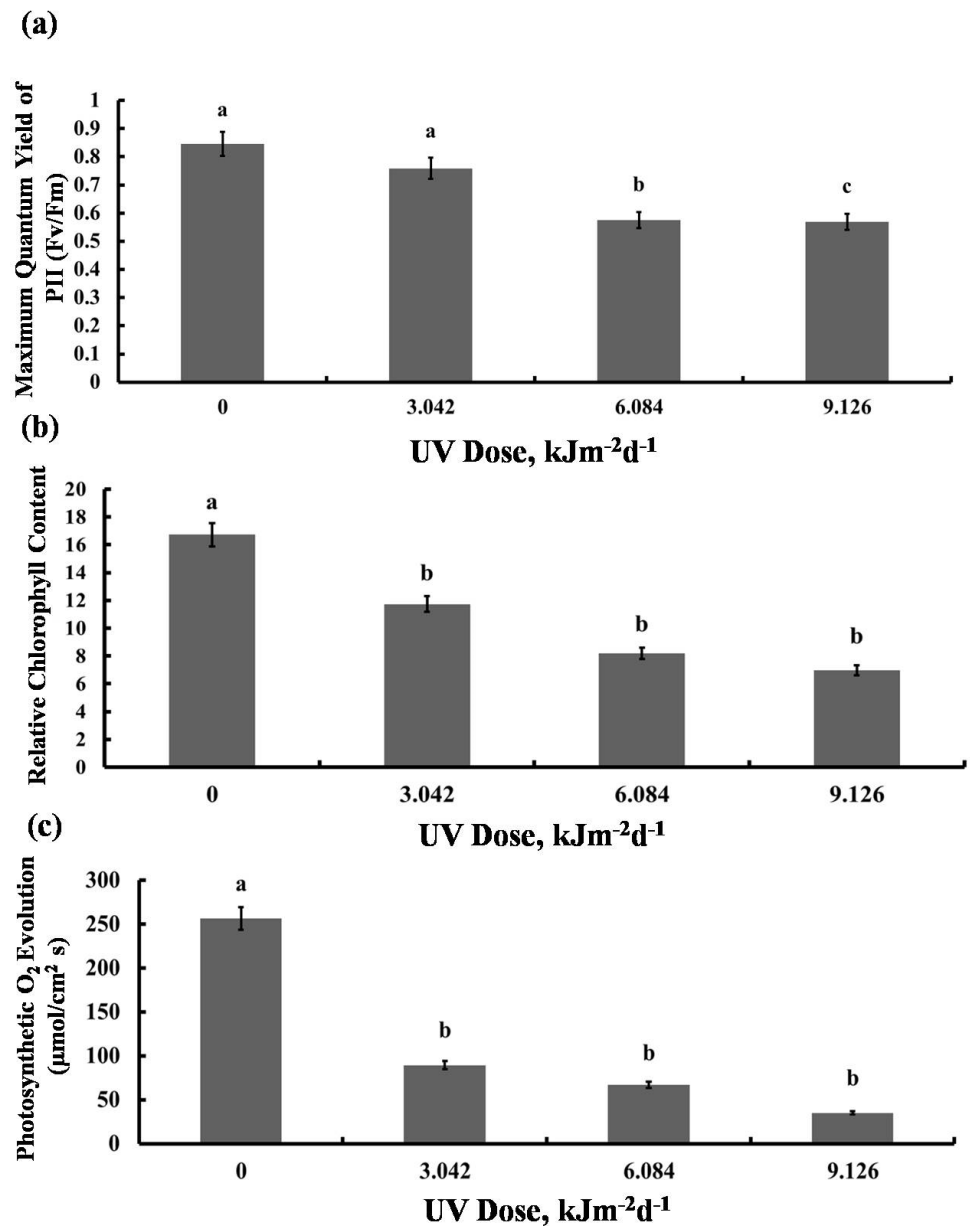 (a)
Maximum Quantum Yield of
PII (Fv/Fm)
1
0.9
0.8
0.7
0.6
0.5
0.4
0.3
0.2
0.1
0
a
a
b
c
0 3.042 6.084 9.126
UV Dose, kJm⁻²d⁻¹
(b)
Relative Chlorophyll Content
20
18
16
14
12
10
8
6
4
2
0
a
b
b
b
0 3.042 6.084 9.126
UV Dose, kJm⁻²d⁻¹
(c)
Photosynthetic O₂ Evolution
(μmol/cm² s)
300
250
200
150
100
50
0
a
b
b
b
0 3.042 6.084 9.126
UV Dose, kJm⁻²d⁻¹